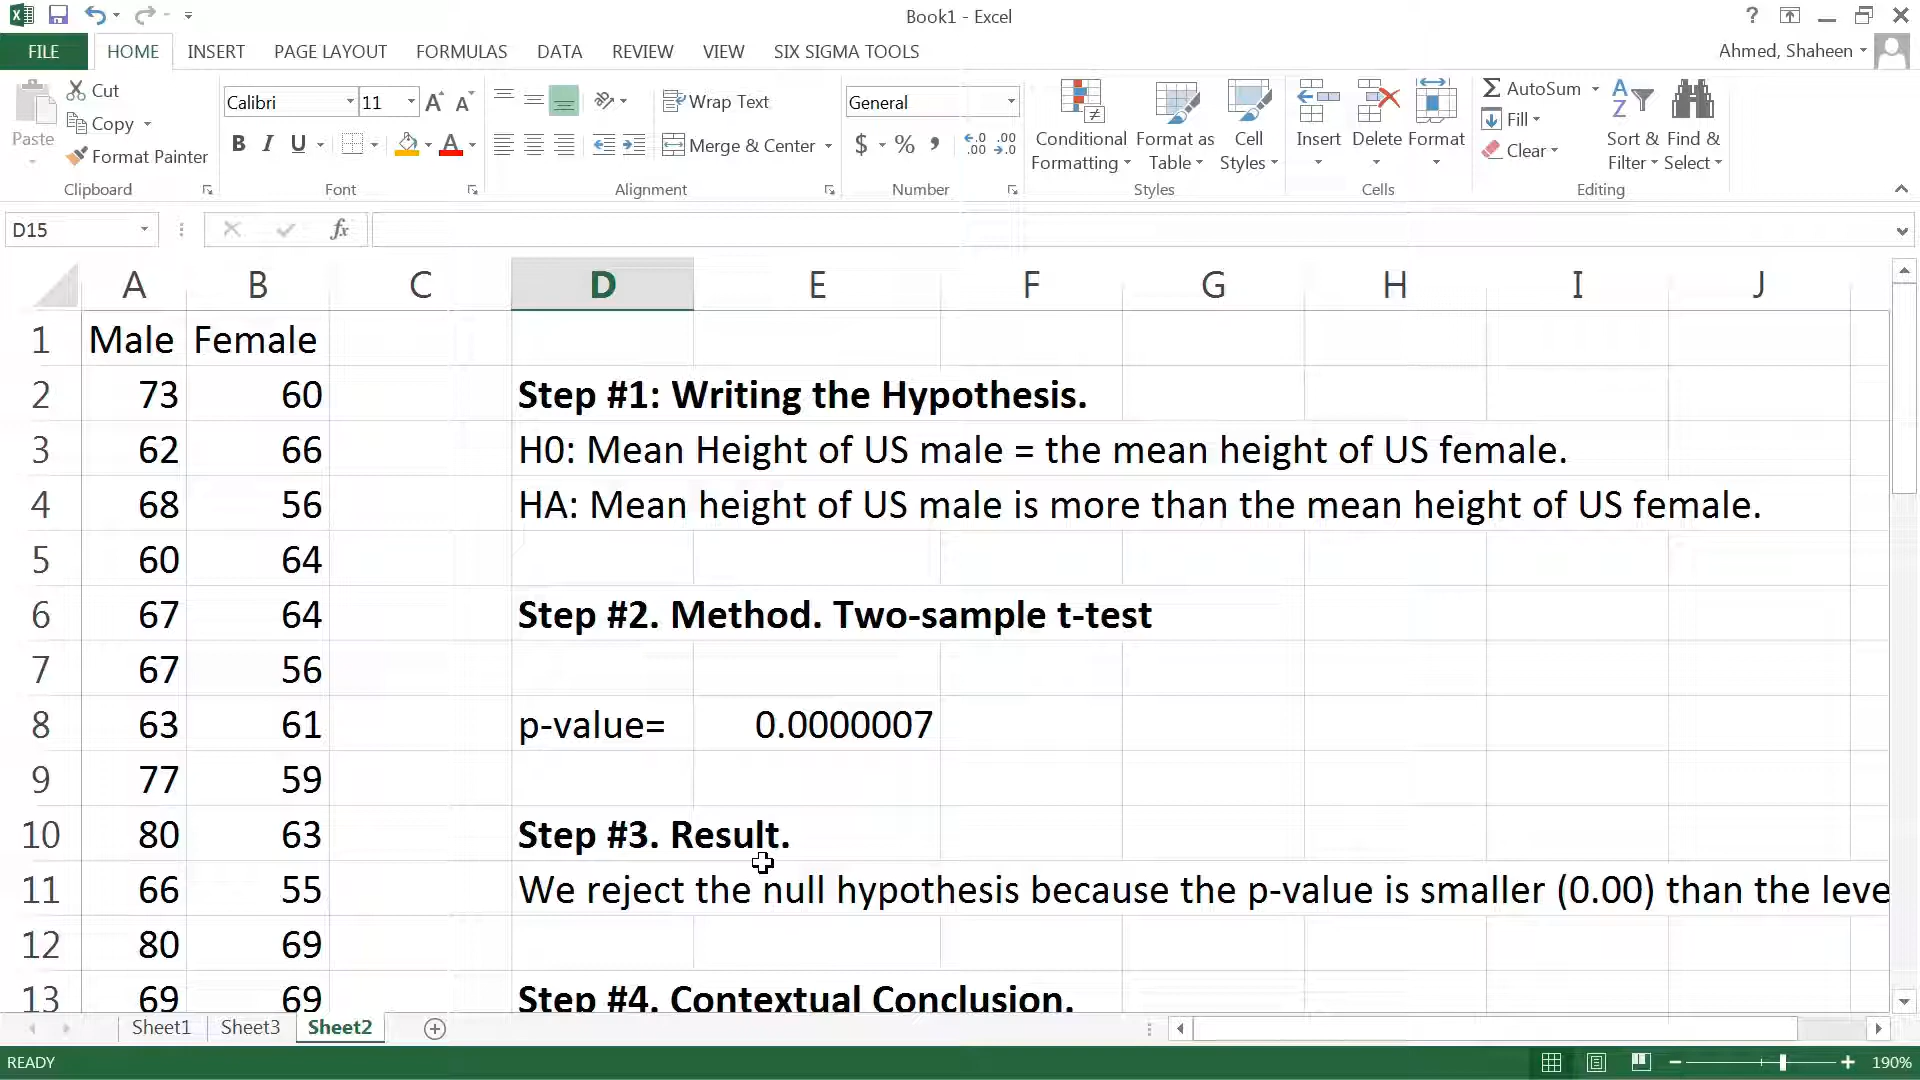 Book1 - Excel
?
FILE HOME INSERT PAGE LAYOUT FORMULAS DATA REVIEW VIEW SIX SIGMA TOOLS Ahmed, Shaheen
Paste
Cut
Copy
Format Painter
Clipboard
Calibri 11 A A
B I U A
Font
Wrap Text
Merge & Center
Alignment
General
$ % , .0 .00 .00 .0
Number
Conditional Formatting
Format as Table
Cell Styles
Styles
Insert
Delete
Format
Cells
AutoSum
Fill
Clear
Sort & Filter
Find & Select
Editing
D15 fx
A B C D E F G H I J
1 Male Female
2 73 60 Step #1: Writing the Hypothesis.
3 62 66 H0: Mean Height of US male = the mean height of US female.
4 68 56 HA: Mean height of US male is more than the mean height of US female.
5 60 64
6 67 64 Step #2. Method. Two-sample t-test
7 67 56
8 63 61 p-value= 0.0000007
9 77 59
10 80 63 Step #3. Result.
11 66 55 We reject the null hypothesis because the p-value is smaller (0.00) than the leve
12 80 69
13 69 69 Step #4. Contextual Conclusion.
Sheet1 Sheet3 Sheet2
READY 190%